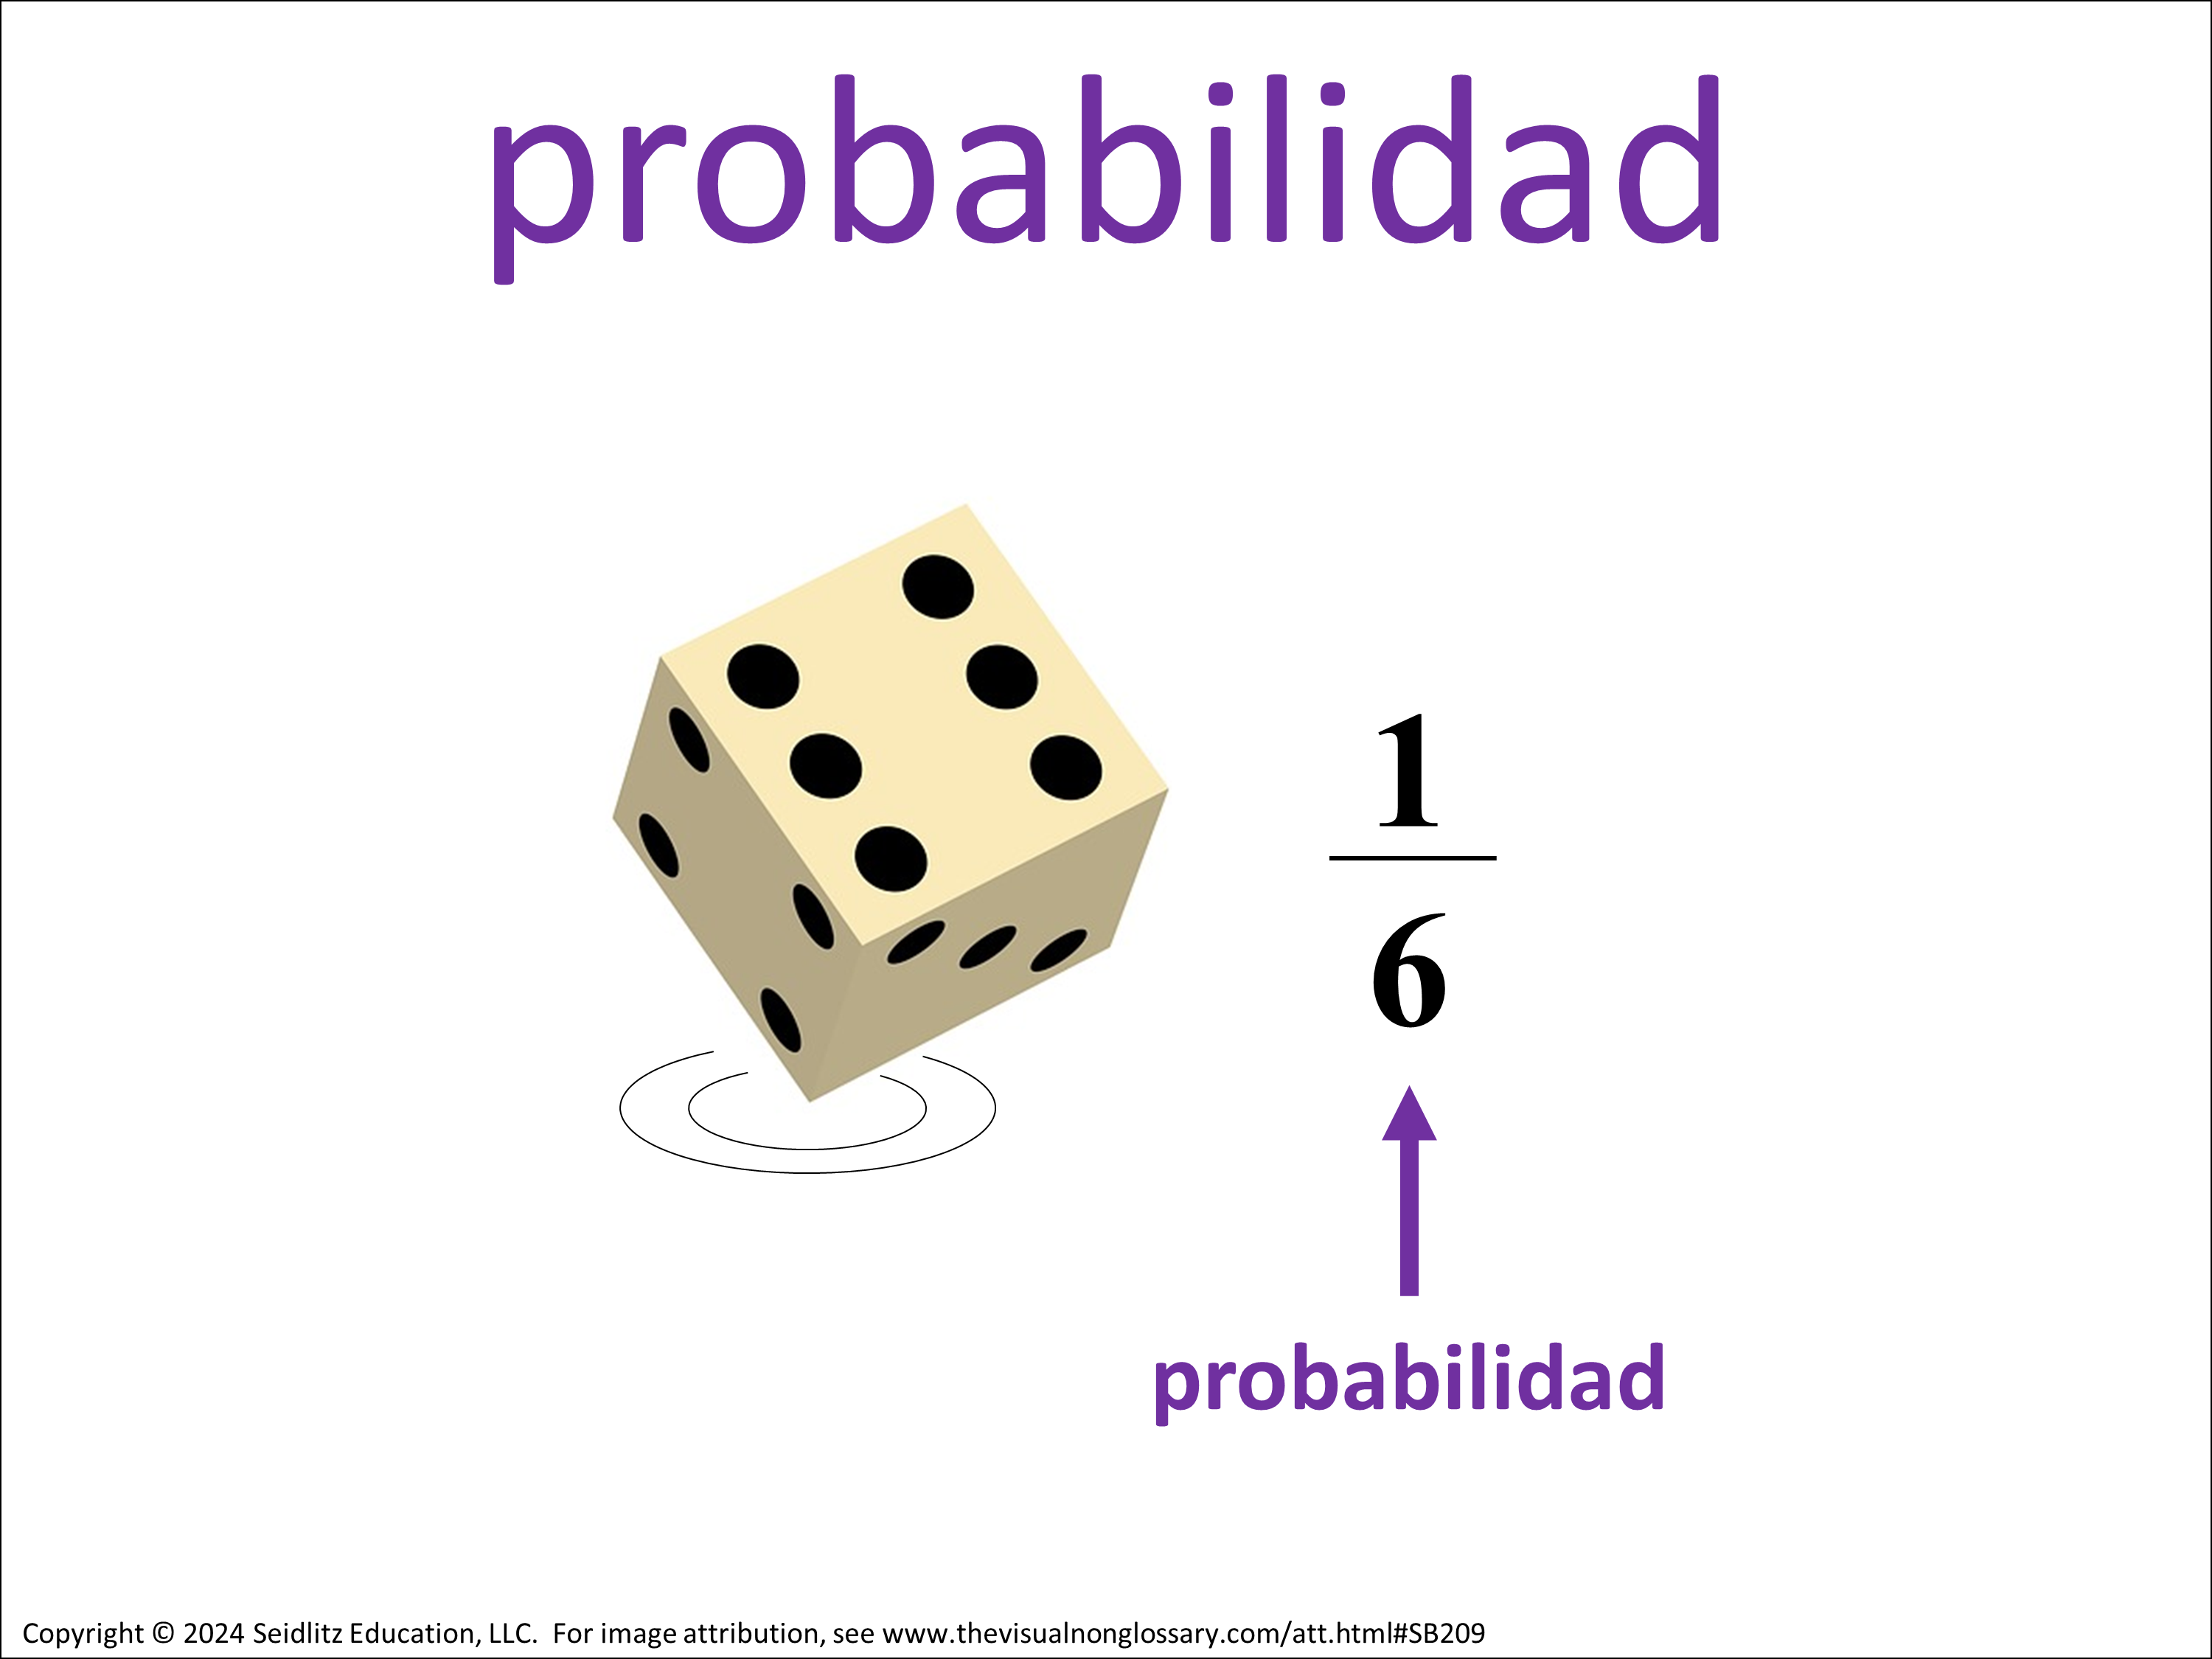 probabilidad
1
6
probabilidad
Copyright © 2024 Seidlitz Education, LLC.  For image attribution, see www.thevisualnonglossary.com/att.html#SB209